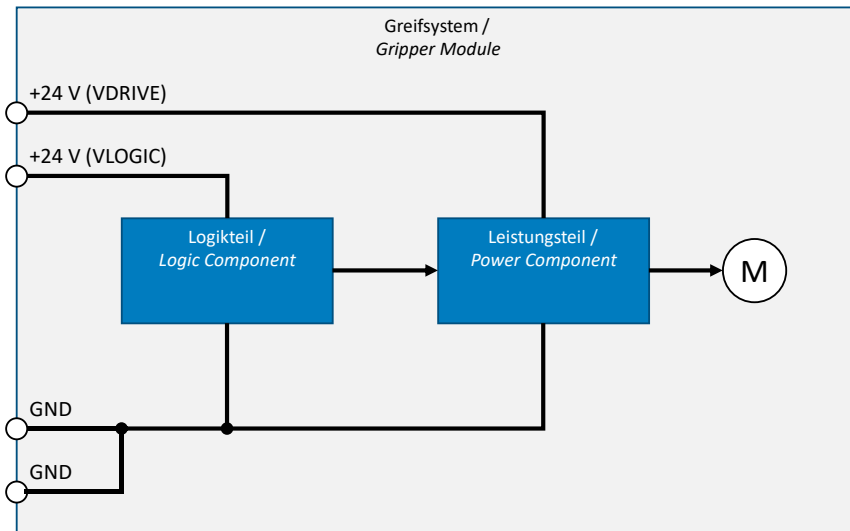 Greifsystem /
Gripper Module
+24 V (VDRIVE)
+24 V (VLOGIC)
Logikteil /
Logic Component
Leistungsteil /
Power Component
M
GND
GND